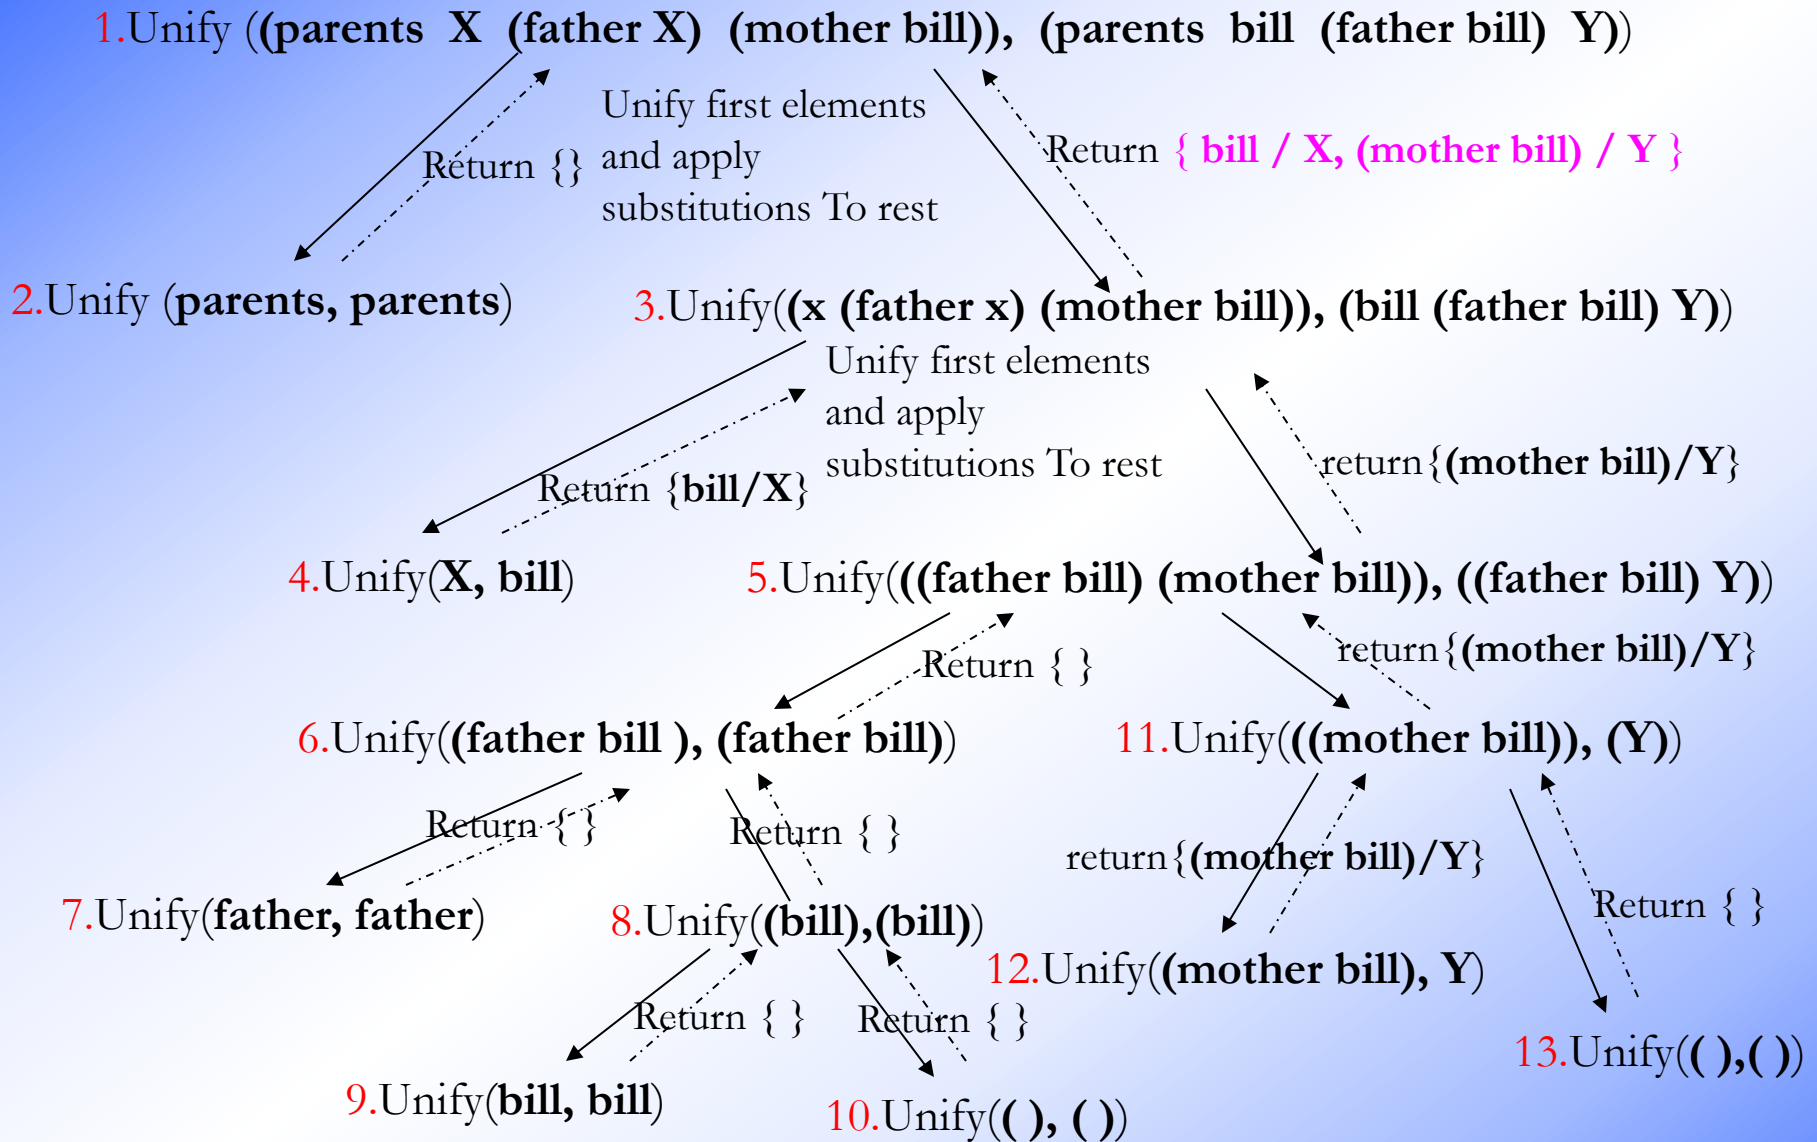 1.Unify ((parents X (father X) (mother bill)), (parents bill (father bill) Y))
Unify first elements
and apply
substitutions To rest
Return {}
Return { bill / X, (mother bill) / Y }
2.Unify (parents, parents)
3.Unify((x (father x) (mother bill)), (bill (father bill) Y))
Unify first elements
and apply
substitutions To rest
Return {bill/X}
return{(mother bill)/Y}
4.Unify(X, bill)
5.Unify(((father bill) (mother bill)), ((father bill) Y))
Return { }
return{(mother bill)/Y}
6.Unify((father bill ), (father bill))
11.Unify(((mother bill)), (Y))
Return { }
Return { }
return{(mother bill)/Y}
Return { }
7.Unify(father, father)
8.Unify((bill),(bill))
12.Unify((mother bill), Y)
Return { }
Return { }
13.Unify(( ),( ))
9.Unify(bill, bill)
10.Unify(( ), ( ))